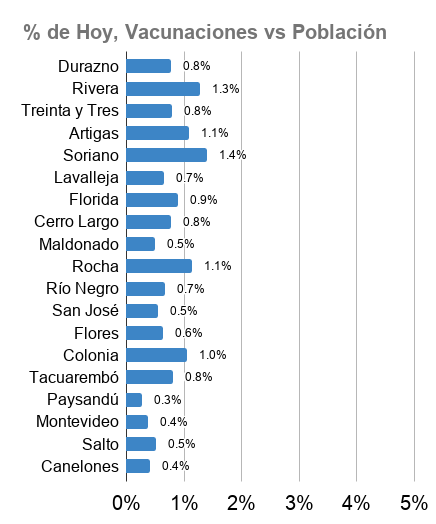 % de Hoy, Vacunaciones vs Población
Durazno 0.8%
Rivera 1.3%
Treinta y Tres 0.8%
Artigas 1.1%
Soriano 1.4%
Lavalleja 0.7%
Florida 0.9%
Cerro Largo 0.8%
Maldonado 0.5%
Rocha 1.1%
Río Negro 0.7%
San José 0.5%
Flores 0.6%
Colonia 1.0%
Tacuarembó 0.8%
Paysandú 0.3%
Montevideo 0.4%
Salto 0.5%
Canelones 0.4%
0% 1% 2% 3% 4% 5%